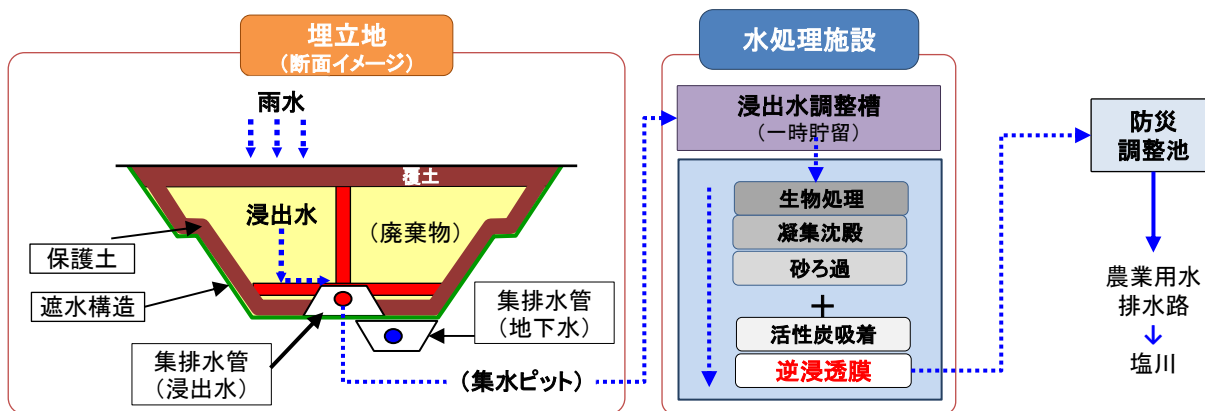 埋立地
（断面イメージ）
雨水
覆土
浸出水
（廃棄物）
保護土
遮水構造
集排水管
（浸出水）
集排水管
（地下水）
（集水ピット）
水処理施設
浸出水調整槽
（一時貯留）
生物処理
凝集沈殿
砂ろ過
＋
活性炭吸着
逆浸透膜
防災
調整池
農業用水
排水路
↓
塩川